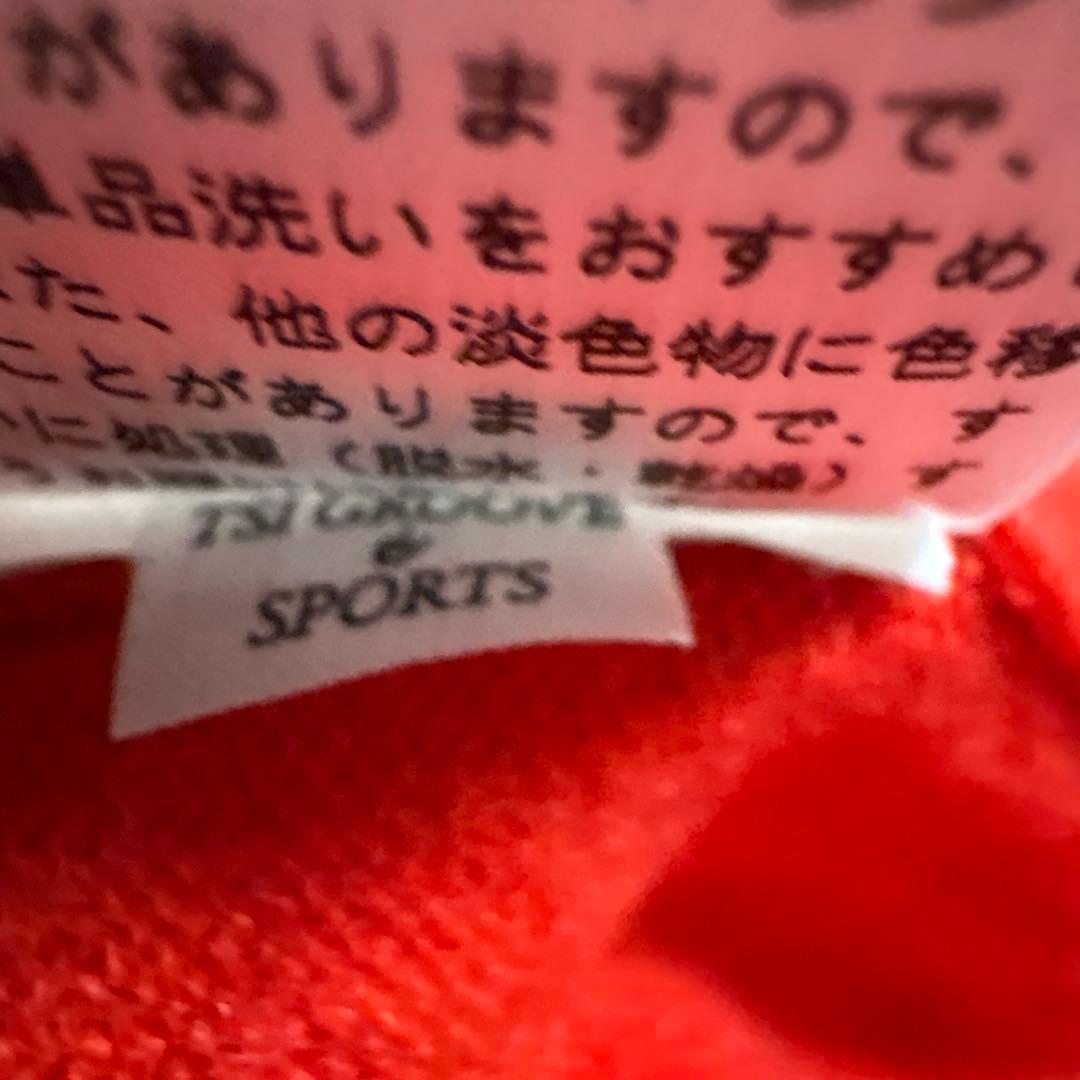 がありますので、
単品洗いをおすすめ
た、他の淡色物に色移
ことがありますので、す
に処理(脱水・乾燥)す
TSI GROOVE
&
SPORTS